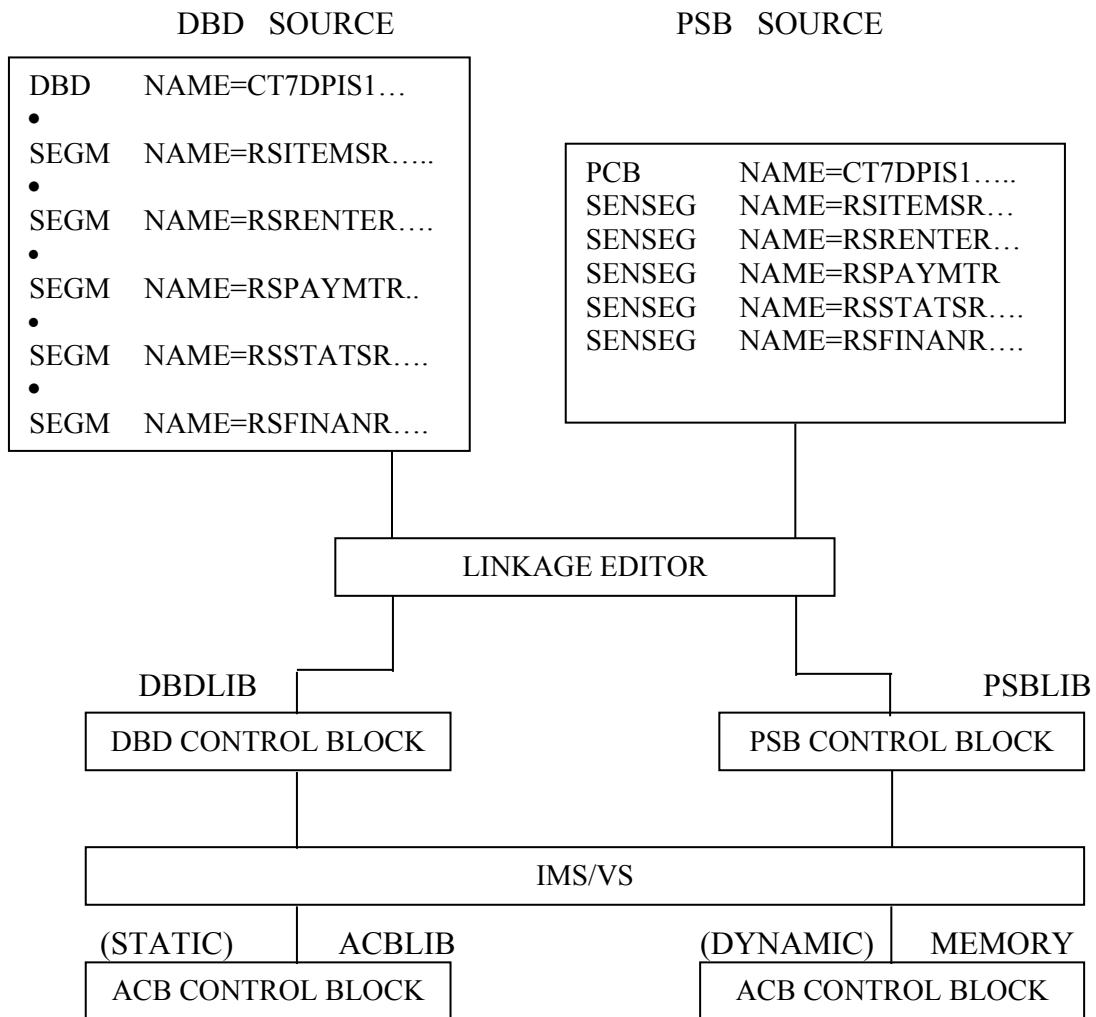 DBD SOURCE
PSB SOURCE
DBD NAME=CT7DPIS1…
•
SEGM NAME=RSITEMSR…..
•
SEGM NAME=RSRENTER….
•
SEGM NAME=RSPAYMTR..
•
SEGM NAME=RSSTATSR….
•
SEGM NAME=RSFINANR….
PCB NAME=CT7DPIS1…..
SENSEG NAME=RSITEMSR…
SENSEG NAME=RSRENTER…
SENSEG NAME=RSPAYMTR
SENSEG NAME=RSSTATSR….
SENSEG NAME=RSFINANR….
LINKAGE EDITOR
DBDLIB
PSBLIB
DBD CONTROL BLOCK
PSB CONTROL BLOCK
IMS/VS
(STATIC) ACBLIB
(DYNAMIC) MEMORY
ACB CONTROL BLOCK
ACB CONTROL BLOCK